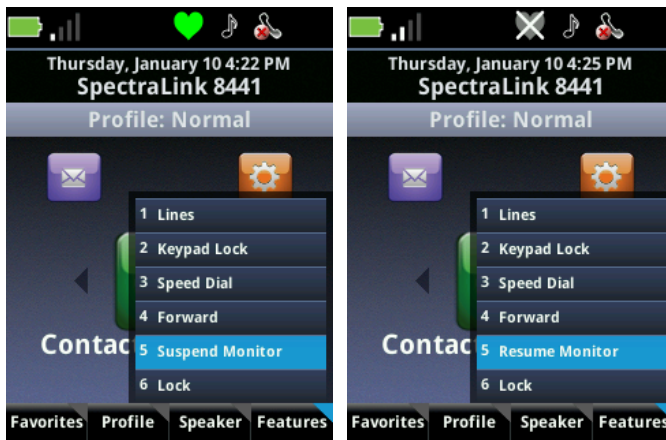 Thursday, January 10 4:22 PM
SpectraLink 8441
Profile: Normal
1 Lines
2 Keypad Lock
3 Speed Dial
4 Forward
Contac
5 Suspend Monitor
6 Lock
Favorites Profile Speaker Features
Thursday, January 10 4:25 PM
SpectraLink 8441
Profile: Normal
1 Lines
2 Keypad Lock
3 Speed Dial
4 Forward
Contac
5 Resume Monitor
6 Lock
Favorites Profile Speaker Features